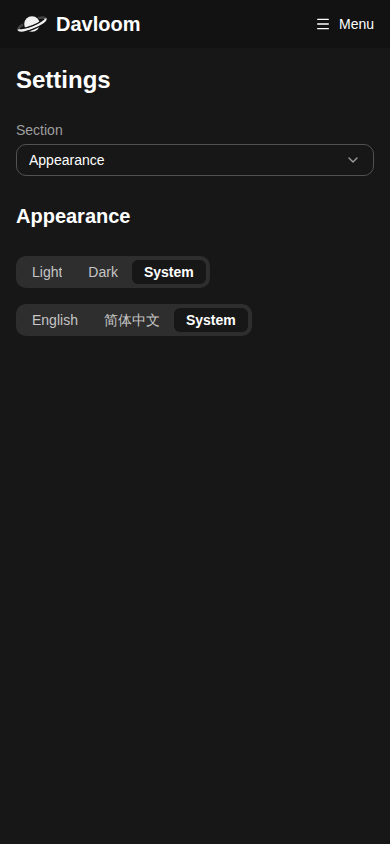 Davloom
Menu
Settings
Section
Appearance
Appearance
Light Dark System
English 简体中文 System